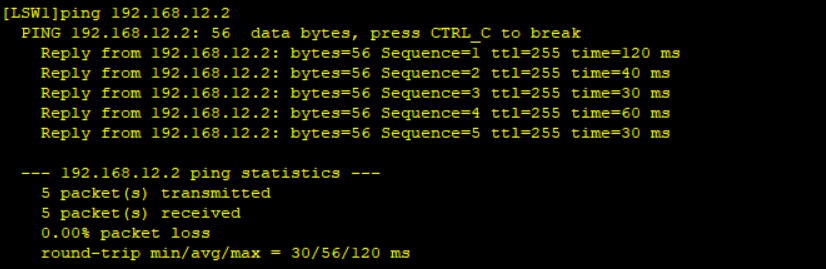 [LSW1]ping 192.168.12.2
PING 192.168.12.2: 56  data bytes, press CTRL_C to break
Reply from 192.168.12.2: bytes=56 Sequence=1 ttl=255 time=120 ms
Reply from 192.168.12.2: bytes=56 Sequence=2 ttl=255 time=40 ms
Reply from 192.168.12.2: bytes=56 Sequence=3 ttl=255 time=30 ms
Reply from 192.168.12.2: bytes=56 Sequence=4 ttl=255 time=60 ms
Reply from 192.168.12.2: bytes=56 Sequence=5 ttl=255 time=30 ms
--- 192.168.12.2 ping statistics ---
5 packet(s) transmitted
5 packet(s) received
0.00% packet loss
round-trip min/avg/max = 30/56/120 ms